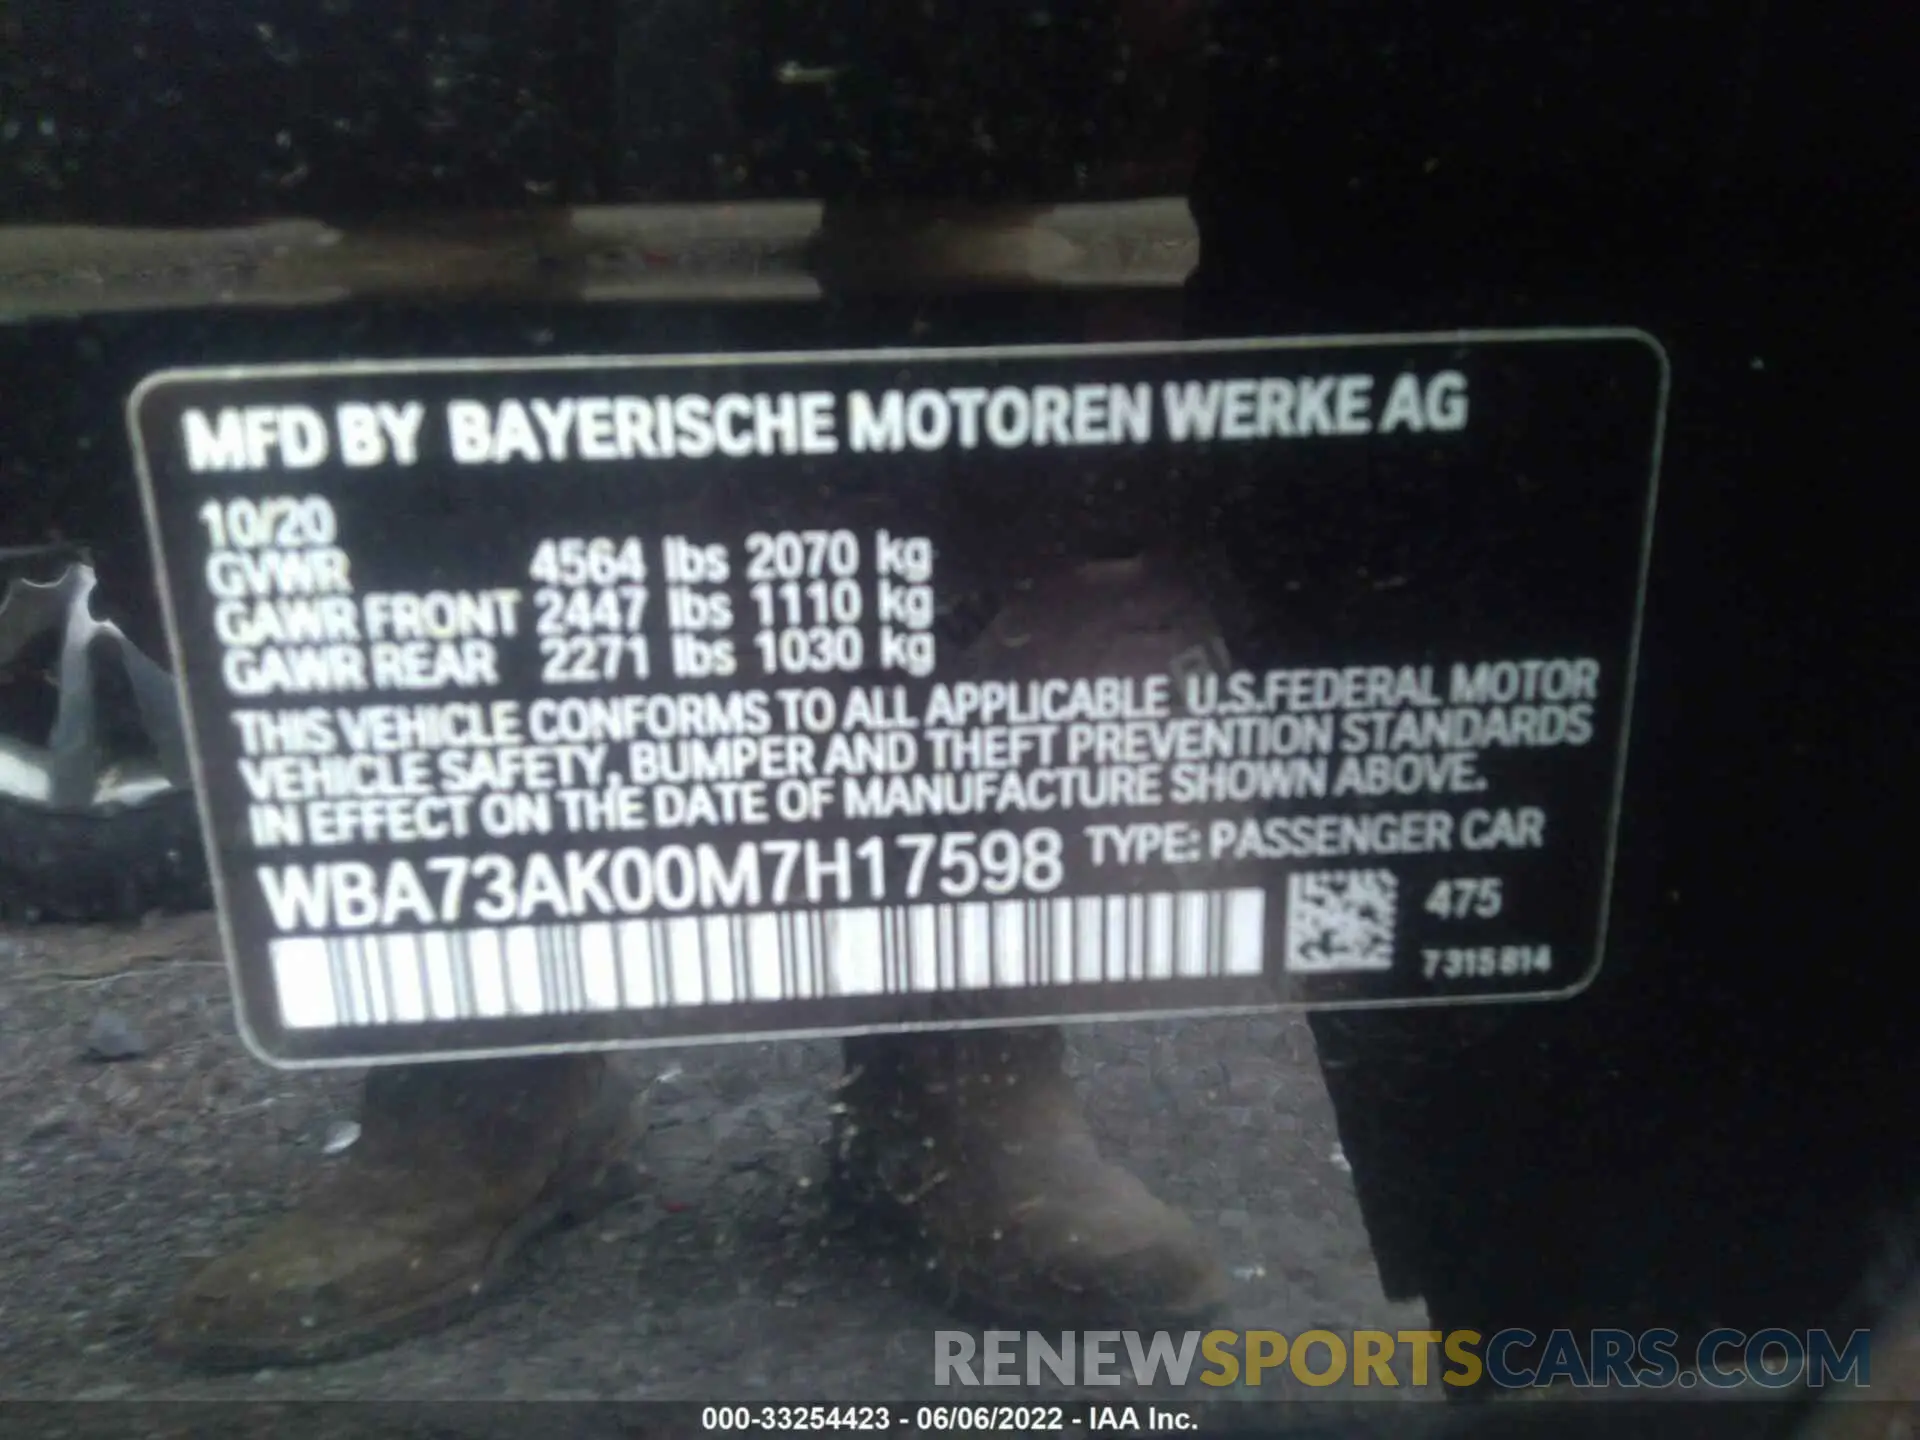 MFD BY BAYERISCHE MOTOREN WERKE AG
10/20
GVWR 4564 lbs 2070 kg
GAWR FRONT 2447 lbs 1110 kg
GAWR REAR 2271 lbs 1030 kg
THIS VEHICLE CONFORMS TO ALL APPLICABLE U.S.FEDERAL MOTOR
VEHICLE SAFETY, BUMPER AND THEFT PREVENTION STANDARDS
IN EFFECT ON THE DATE OF MANUFACTURE SHOWN ABOVE.
WBA73AK00M7H17598 TYPE: PASSENGER CAR
475
7315814
RENEWSPORTSCARS.COM
000-33254423 - 06/06/2022 - IAA Inc.